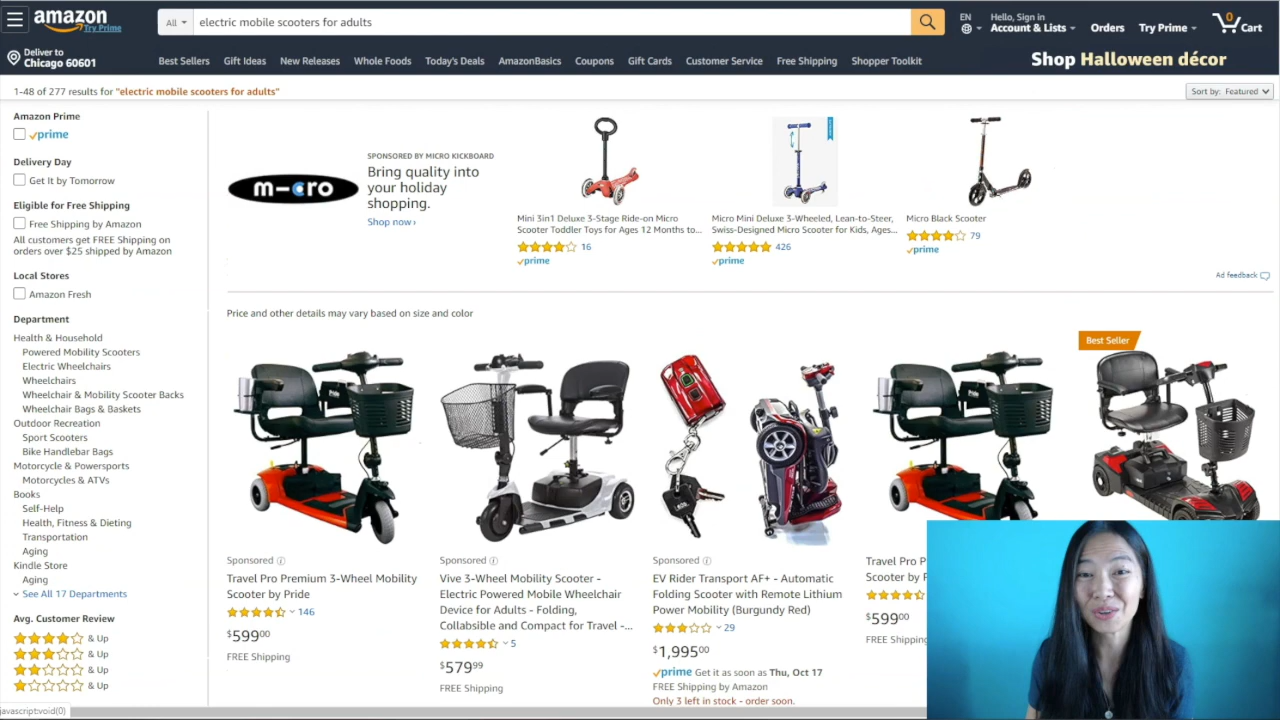 amazon
Try Prime
All
electric mobile scooters for adults
EN
Hello, Sign in
Account & Lists
Orders
Try Prime
0
Cart
Deliver to
Chicago 60601
Best Sellers
Gift Ideas
New Releases
Whole Foods
Today's Deals
AmazonBasics
Coupons
Gift Cards
Customer Service
Free Shipping
Shopper Toolkit
Shop Halloween décor
1-48 of 277 results for "electric mobile scooters for adults"
Sort by: Featured
Amazon Prime
prime
Delivery Day
Get It by Tomorrow
Eligible for Free Shipping
Free Shipping by Amazon
All customers get FREE Shipping on
orders over $25 shipped by Amazon
Local Stores
Amazon Fresh
Department
Health & Household
Powered Mobility Scooters
Electric Wheelchairs
Wheelchairs
Wheelchair & Mobility Scooter Backs
Wheelchair Bags & Baskets
Outdoor Recreation
Sport Scooters
Bike Handlebar Bags
Motorcycle & Powersports
Motorcycles & ATVs
Books
Self-Help
Health, Fitness & Dieting
Transportation
Aging
Kindle Store
Aging
See All 17 Departments
Avg. Customer Review
& Up
& Up
& Up
& Up
javascript:void(0)
m-cro
SPONSORED BY MICRO KICKBOARD
Bring quality into
your holiday
shopping.
Shop now ›
Mini 3in1 Deluxe 3-Stage Ride-on Micro
Scooter Toddler Toys for Ages 12 Months to...
16
prime
Micro Mini Deluxe 3-Wheeled, Lean-to-Steer,
Swiss-Designed Micro Scooter for Kids, Ages...
426
prime
Micro Black Scooter
79
prime
Ad feedback
Price and other details may vary based on size and color
Pride
Sponsored
Travel Pro Premium 3-Wheel Mobility
Scooter by Pride
146
$599⁰⁰
FREE Shipping
Sponsored
Vive 3-Wheel Mobility Scooter -
Electric Powered Mobile Wheelchair
Device for Adults - Folding,
Collapsible and Compact for Travel -...
5
$579⁹⁹
FREE Shipping
Sponsored
EV Rider Transport AF+ - Automatic
Folding Scooter with Remote Lithium
Power Mobility (Burgundy Red)
29
$1,995⁰⁰
prime Get it as soon as Thu, Oct 17
FREE Shipping by Amazon
Only 3 left in stock - order soon.
Pride
Travel Pro P
Scooter by P
$599⁰⁰
FREE Shipping
Best Seller